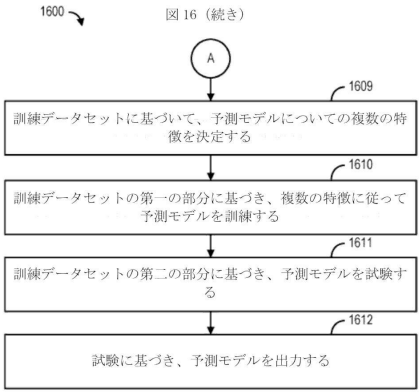 図 16（続き）
1600
A
1609
訓練データセットに基づいて、予測モデルについての複数の特
徴を決定する
1610
訓練データセットの第一の部分に基づき、複数の特徴に従って
予測モデルを訓練する
1611
訓練データセットの第二の部分に基づき、予測モデルを試験す
る
1612
試験に基づき、予測モデルを出力する